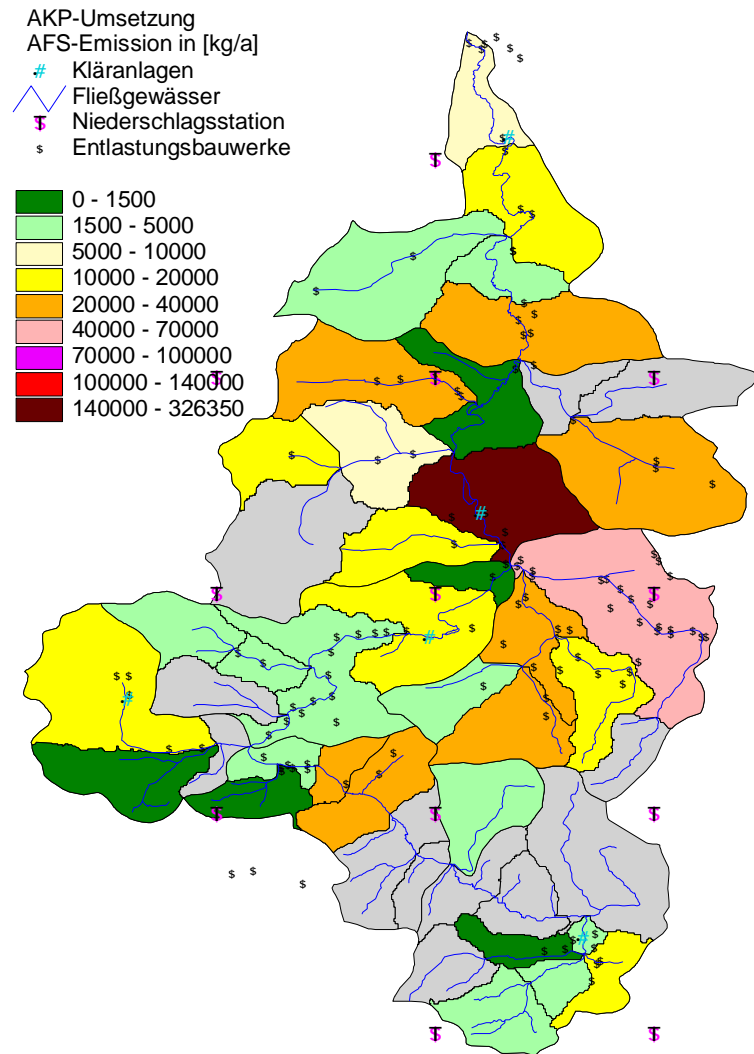 AKP-Umsetzung
AFS-Emission in [kg/a]
Kläranlagen
Fließgewässer
Niederschlagsstation
Entlastungsbauwerke
0 - 1500
1500 - 5000
5000 - 10000
10000 - 20000
20000 - 40000
40000 - 70000
70000 - 100000
100000 - 140000
140000 - 326350